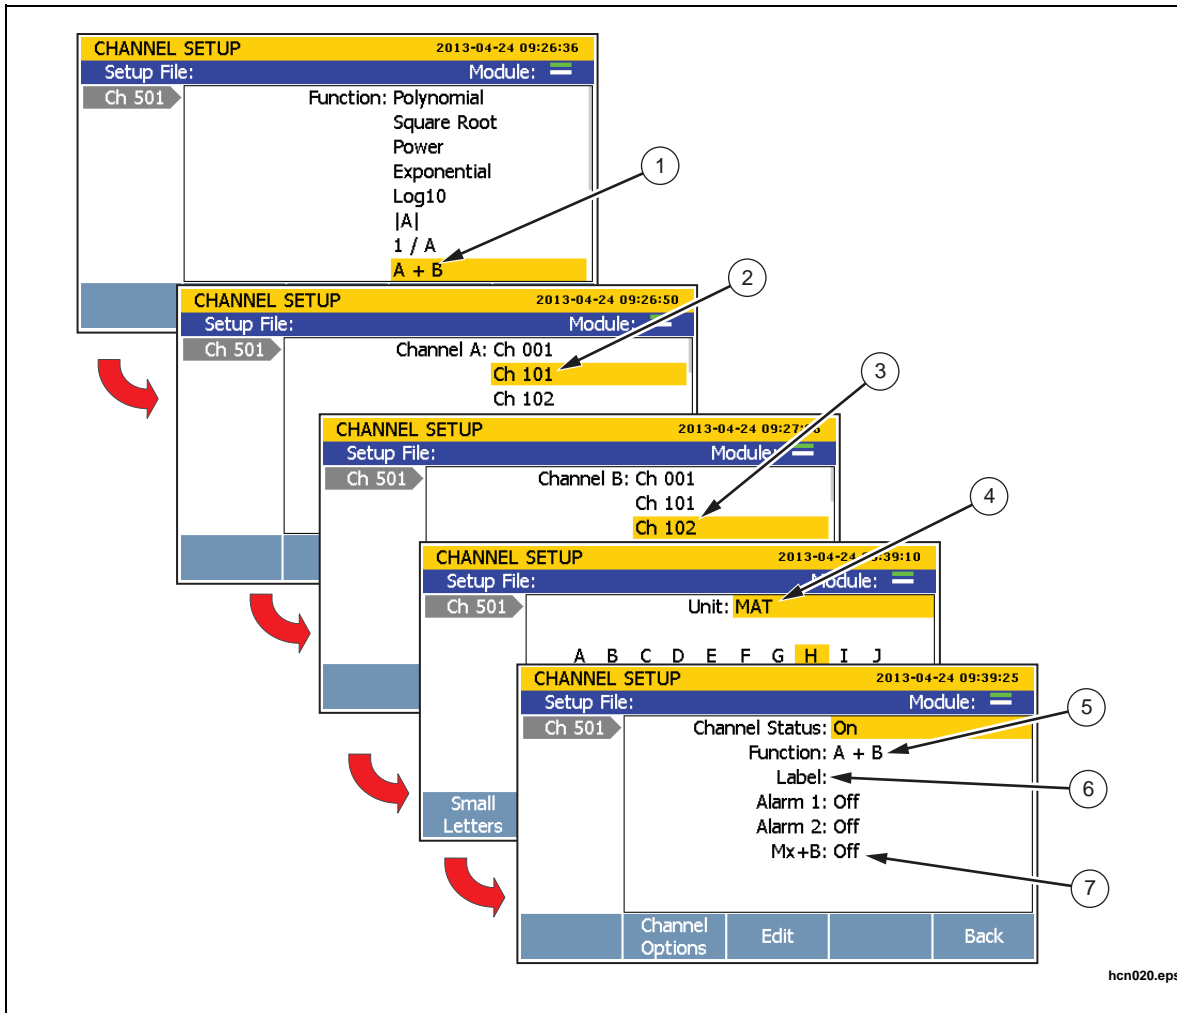 CHANNEL SETUP 2013-04-24 09:26:36
Setup File: Module:
Ch 501
Function: Polynomial
Square Root
Power
Exponential
Log10
|A|
1 / A
A + B
1
CHANNEL SETUP 2013-04-24 09:26:50
Setup File: Module:
Ch 501
Channel A: Ch 001
Ch 101
Ch 102
2
CHANNEL SETUP 2013-04-24
Setup File: Module:
Ch 501
Channel B: Ch 001
Ch 101
Ch 102
3
CHANNEL SETUP
Setup File: Module:
Ch 501
Unit: MAT
A B C D E F G H I J
Small
Letters
4
CHANNEL SETUP 2013-04-24 09:39:25
Setup File: Module:
Ch 501
Channel Status: On
Function: A + B
Label:
Alarm 1: Off
Alarm 2: Off
Mx+B: Off
5
6
7
Channel
Options
Edit
Back
hcn020.eps